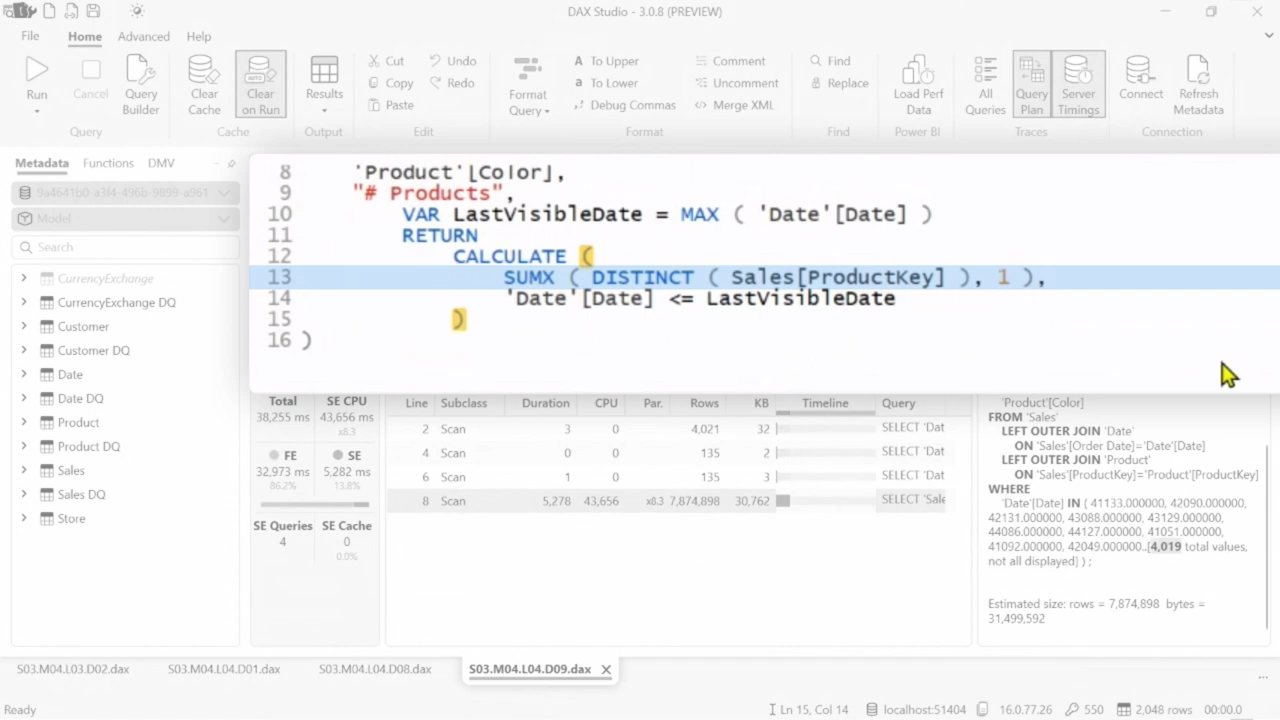 DAX Studio - 3.0.8 (PREVIEW)
File Home Advanced Help
Run
Cancel
Query Builder
Clear Cache
AUTO
Clear on Run
Results
Cut
Copy
Paste
Undo
Redo
Format Query
A To Upper
a To Lower
Debug Commas
Comment
Uncomment
Merge XML
Find
Replace
Load Perf Data
All Queries
Query Plan
Server Timings
Connect
Refresh Metadata
Query Cache Output Edit Format Find Power BI Traces Connection
Metadata Functions DMV
9a4641b0-a3f4-496b-9899-a961
Model
Search
CurrencyExchange
CurrencyExchange DQ
Customer
Customer DQ
Date
Date DQ
Product
Product DQ
Sales
Sales DQ
Store
8 'Product'[Color],
9 "# Products",
10 VAR LastVisibleDate = MAX ( 'Date'[Date] )
11 RETURN
12 CALCULATE (
13 SUMX ( DISTINCT ( Sales[ProductKey] ), 1 ),
14 'Date'[Date] <= LastVisibleDate
15 )
16 )
Total SE CPU
38,255 ms 43,656 ms
x8.3
FE SE
32,973 ms 5,282 ms
86.2% 13.8%
SE Queries SE Cache
4 0
0.0%
Line Subclass Duration CPU Par. Rows KB Timeline Query
2 Scan 3 0 4,021 32 SELECT 'Dat
4 Scan 0 0 135 2 SELECT 'Dat
6 Scan 1 0 135 3 SELECT 'Dat
8 Scan 5,278 43,656 x8.3 7,874,898 30,762 SELECT 'Sale
'Product'[Color]
FROM 'Sales'
LEFT OUTER JOIN 'Date'
ON 'Sales'[Order Date]='Date'[Date]
LEFT OUTER JOIN 'Product'
ON 'Sales'[ProductKey]='Product'[ProductKey]
WHERE
'Date'[Date] IN ( 41133.000000, 42090.000000,
42131.000000, 43088.000000, 43129.000000,
44086.000000, 44127.000000, 41051.000000,
41092.000000, 42049.000000..[4,019 total values,
not all displayed] ) ;
Estimated size: rows = 7,874,898 bytes =
31,499,592
S03.M04.L03.D02.dax S03.M04.L04.D01.dax S03.M04.L04.D08.dax S03.M04.L04.D09.dax
Ready Ln 15, Col 14 localhost:51404 16.0.77.26 550 2,048 rows 00:00.0